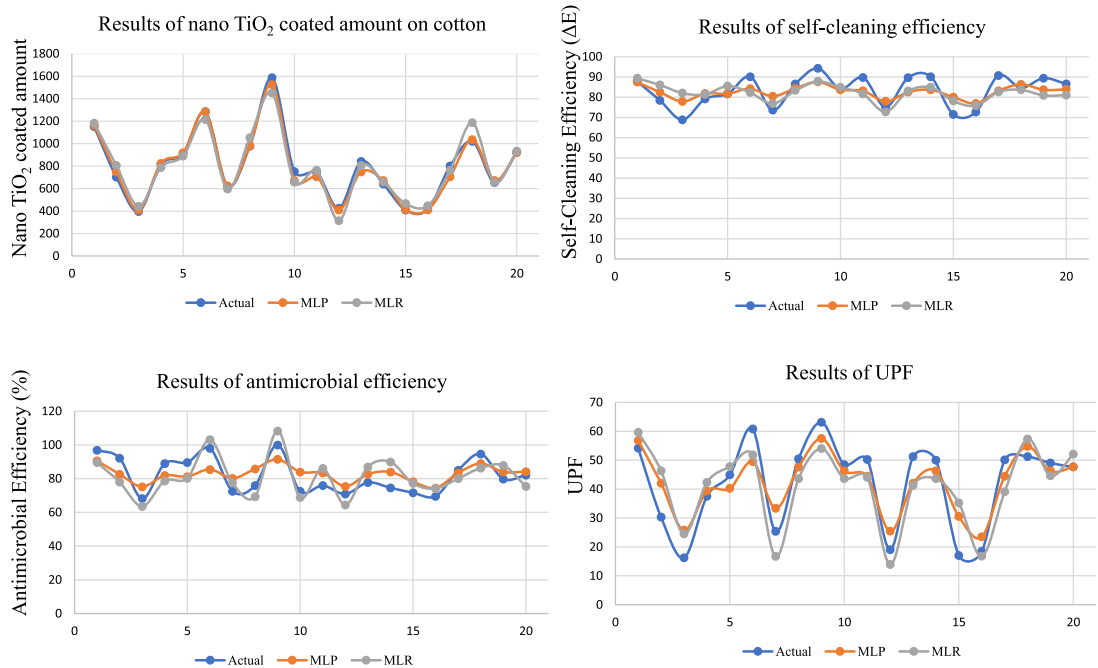 Results of nano TiO₂ coated amount on cotton
Nano TiO₂ coated amount
1800
1600
1400
1200
1000
800
600
400
200
0
0 5 10 15 20
Actual MLP MLR
Results of self-cleaning efficiency
Self-Cleaning Efficiency (ΔE)
100
90
80
70
60
50
40
30
20
10
0
0 5 10 15 20
Actual MLP MLR
Results of antimicrobial efficiency
Antimicrobial Efficiency (%)
120
100
80
60
40
20
0
0 5 10 15 20
Actual MLP MLR
Results of UPF
UPF
70
60
50
40
30
20
10
0
0 5 10 15 20
Actual MLP MLR